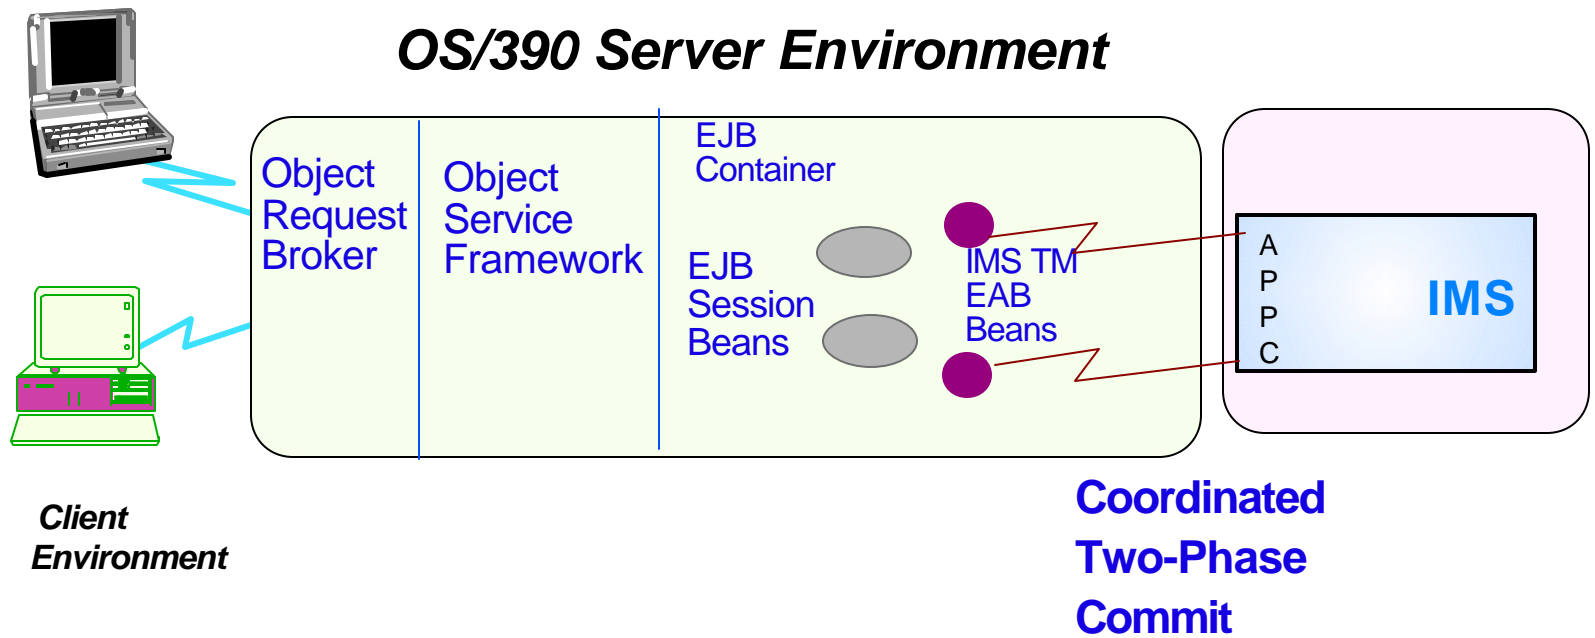 OS/390 Server Environment
Object
Request
Broker
Object
Service
Framework
EJB
Container
EJB
Session
Beans
IMS TM
EAB
Beans
A
P
P
C
IMS
Client
Environment
Coordinated
Two-Phase
Commit